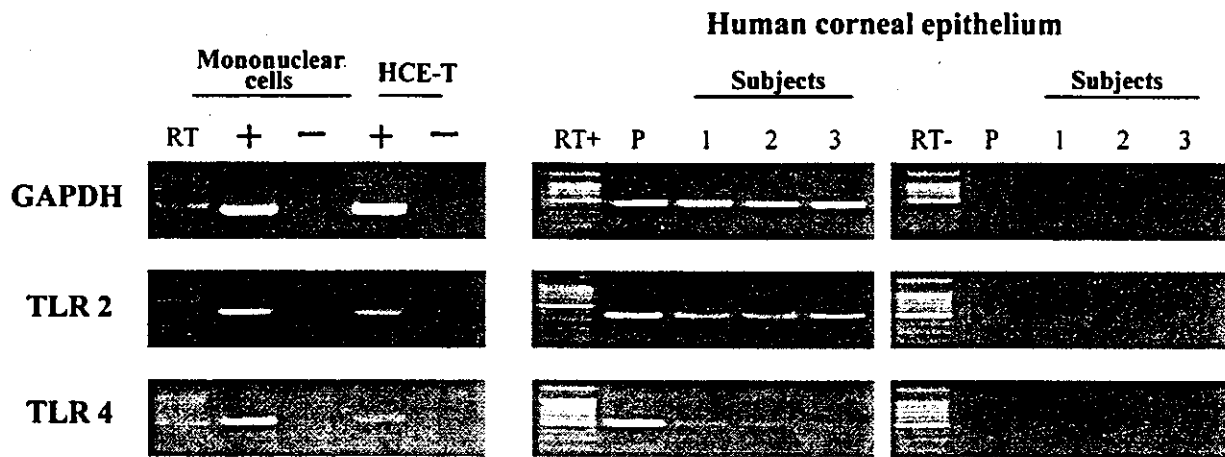 Human corneal epithelium
Mononuclear cells HCE-T Subjects Subjects
RT + − + − RT+ P 1 2 3 RT- P 1 2 3
GAPDH
TLR 2
TLR 4